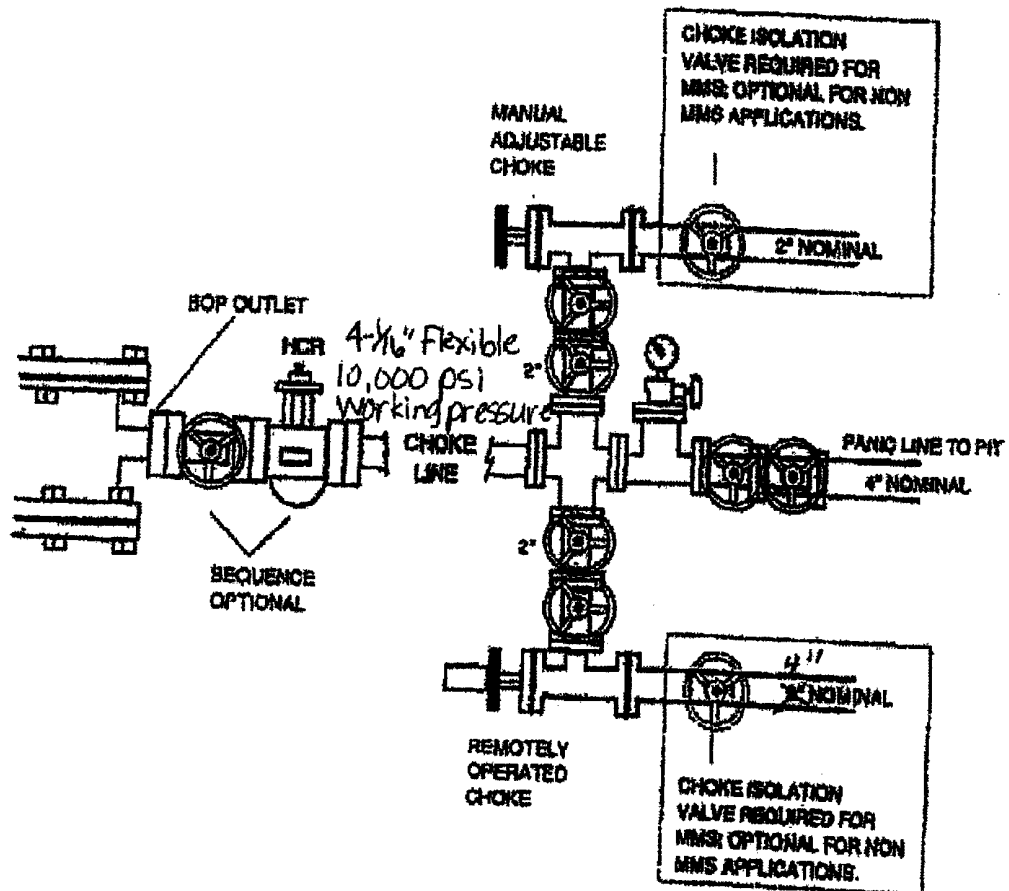 CHOKE ISOLATION
VALVE REQUIRED FOR
MMS; OPTIONAL FOR NON
MMS APPLICATIONS.
MANUAL
ADJUSTABLE
CHOKE
2" NOMINAL
BOP OUTLET
HCR
4-1/16" Flexible
10,000 psi
Working pressure
2"
CHOKE
LINE
PANIC LINE TO PIT
4" NOMINAL
2"
SEQUENCE
OPTIONAL
4"
NOMINAL
REMOTELY
OPERATED
CHOKE
CHOKE ISOLATION
VALVE REQUIRED FOR
MMS; OPTIONAL FOR NON
MMS APPLICATIONS.